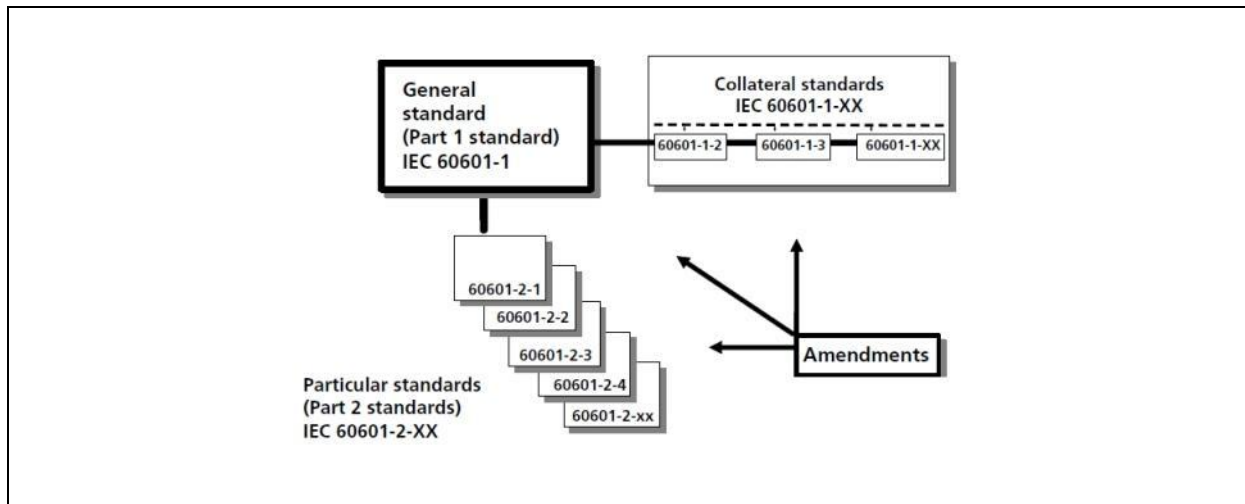 General
standard
(Part 1 standard)
IEC 60601-1
Collateral standards
IEC 60601-1-XX
60601-1-2
60601-1-3
60601-1-XX
60601-2-1
60601-2-2
60601-2-3
60601-2-4
60601-2-xx
Particular standards
(Part 2 standards)
IEC 60601-2-XX
Amendments